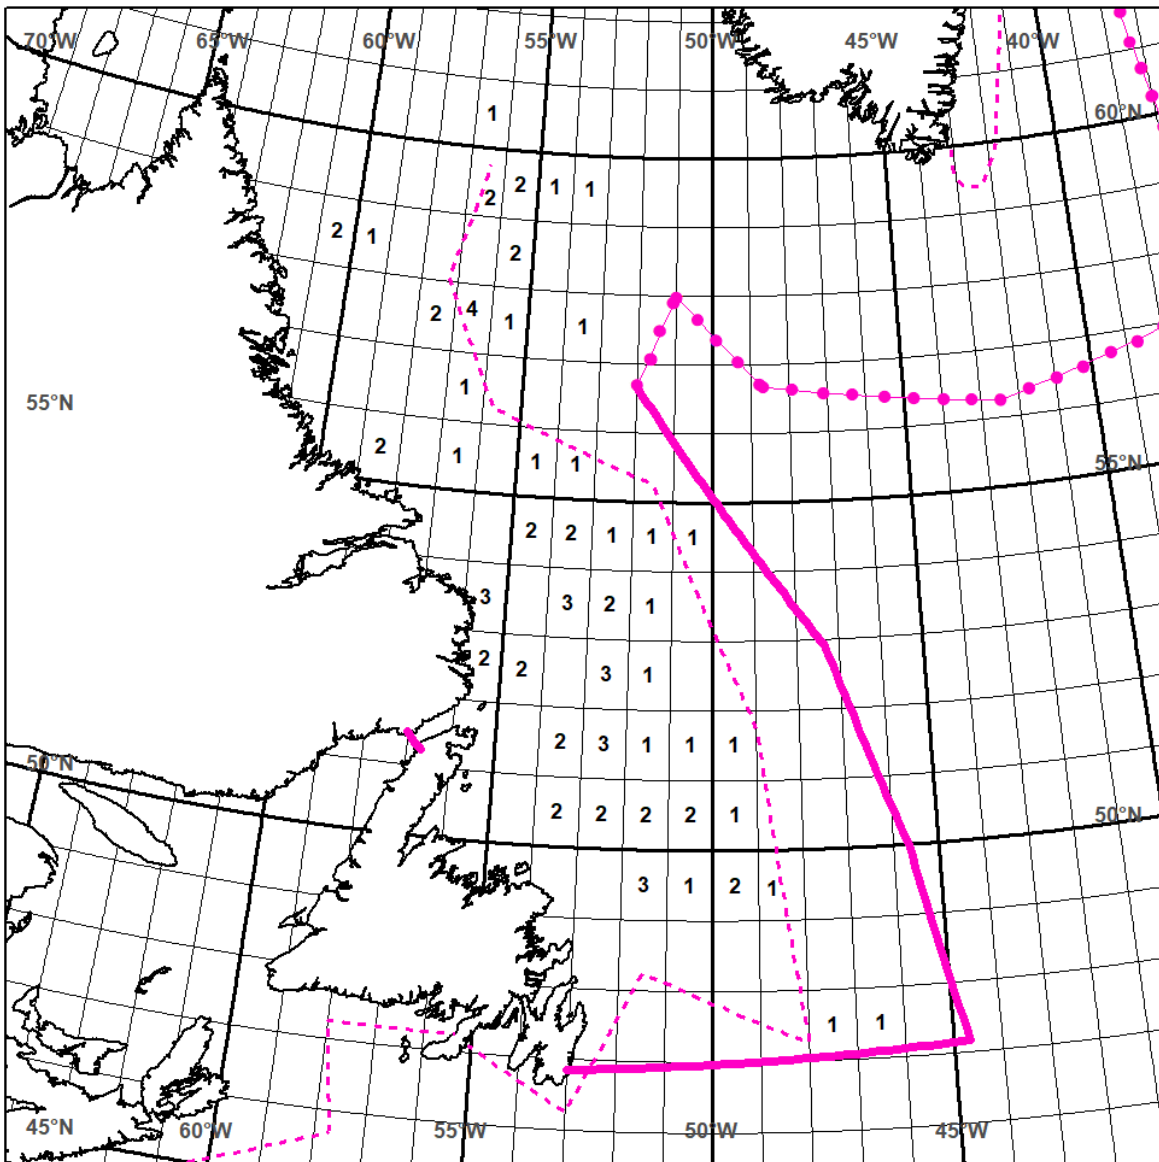 70°W 65°W 60°W 55°W 50°W 45°W 40°W
1 60°N
2 2 1 1
2 1
2
2 4 1 1
1
55°N
2 1 1 1 55°N
2 2 1 1 1
3 3 2 1
2 2 3 1
2 3 1 1 1
50°N
2 2 2 2 1 50°N
3 1 2 1
1 1
45°N 60°W 55°W 50°W 45°W